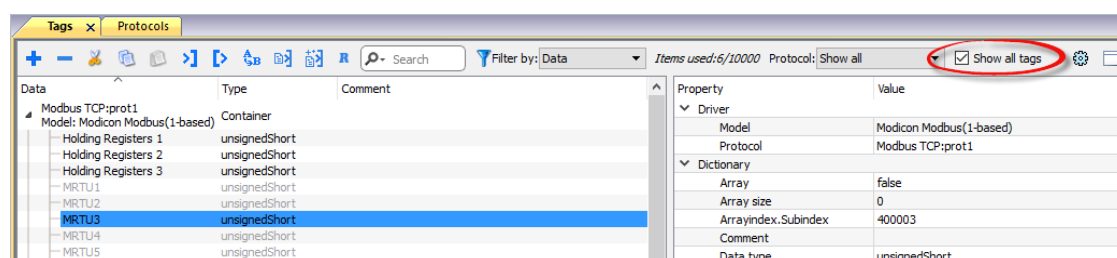 Tags x Protocols
R Search Filter by: Data Items used:6/10000 Protocol: Show all Show all tags
Data Type Comment Property Value
Modbus TCP:prot1
Model: Modicon Modbus(1-based) Container
Driver
Model Modicon Modbus(1-based)
Holding Registers 1 unsignedShort
Protocol Modbus TCP:prot1
Holding Registers 2 unsignedShort
Dictionary
Holding Registers 3 unsignedShort
Array false
MRTU1 unsignedShort
Array size 0
MRTU2 unsignedShort
Arrayindex.Subindex 400003
MRTU3 unsignedShort
Comment
MRTU4 unsignedShort
Data type unsignedShort
MRTU5 unsignedShort